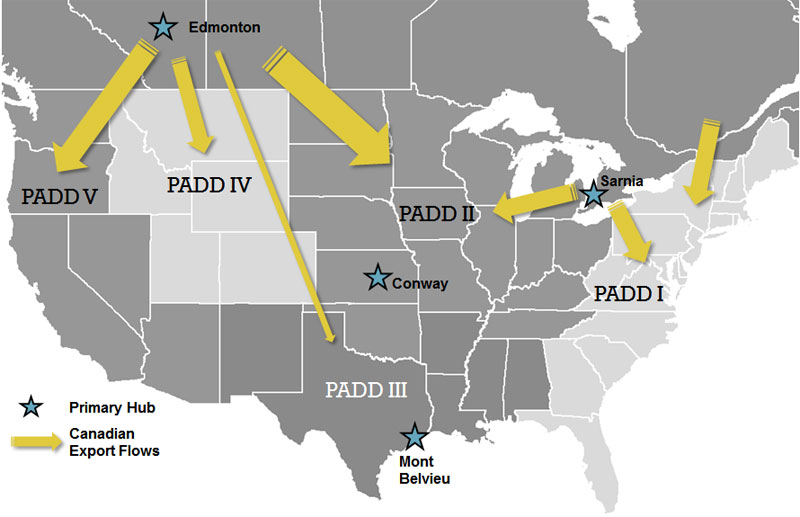 Edmonton
Sarnia
PADD IV
PADD V
PADD II
Conway
PADD I
PADD III
Primary Hub
Canadian
Export Flows
Mont
Belvieu